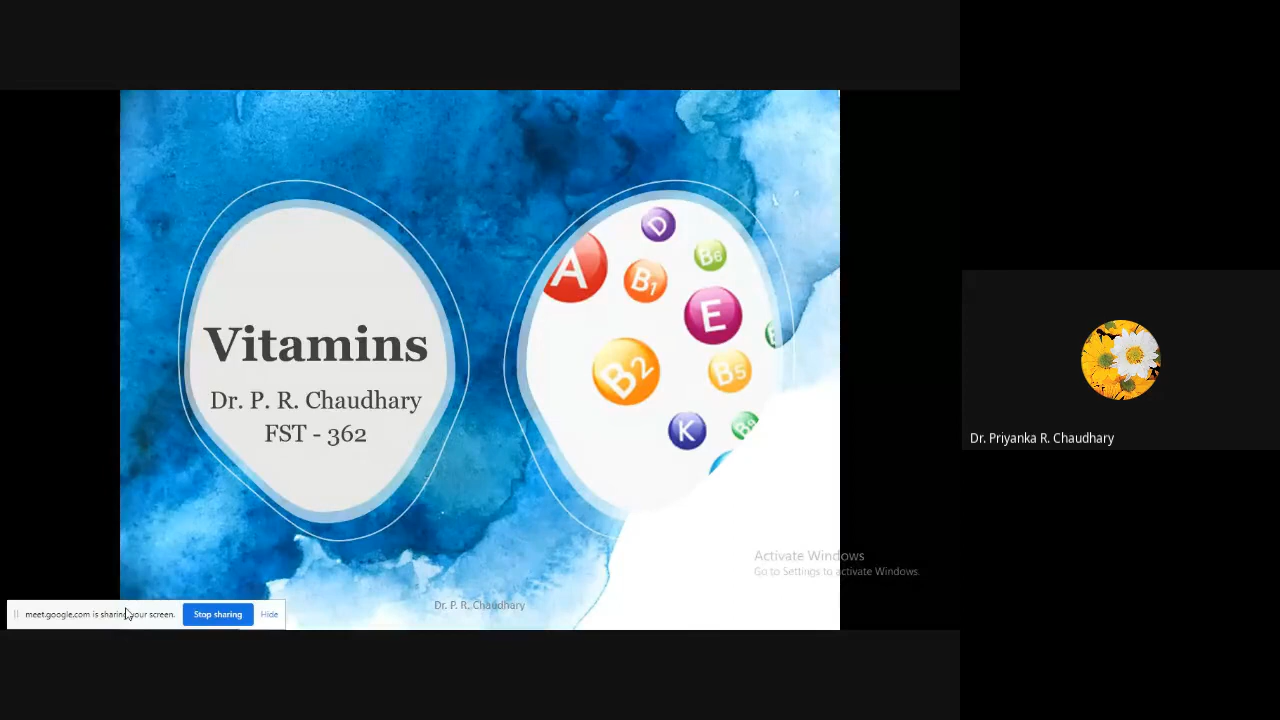 Vitamins
Dr. P. R. Chaudhary
FST - 362
A
D
B6
B1
E
B2
B5
K
B9
Activate Windows
Go to Settings to activate Windows.
Dr. P. R. Chaudhary
meet.google.com is sharing your screen.
Stop sharing
Hide
Dr. Priyanka R. Chaudhary